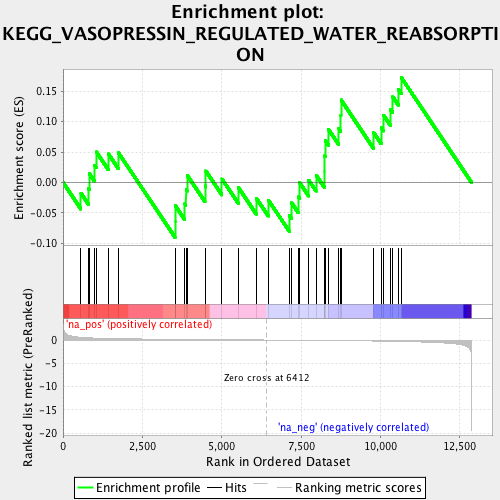 Enrichment plot:
KEGG_VASOPRESSIN_REGULATED_WATER_REABSORPTI
ON
Enrichment score (ES)
0.15
0.10
0.05
0.00
-0.05
-0.10
'na_pos' (positively correlated)
Ranked list metric (PreRanked)
0
-5
-10
-15
-20
Zero cross at 6412
'na_neg' (negatively correlated)
0
2,500
5,000
7,500
10,000
12,500
Rank in Ordered Dataset
Enrichment profile
Hits
Ranking metric scores